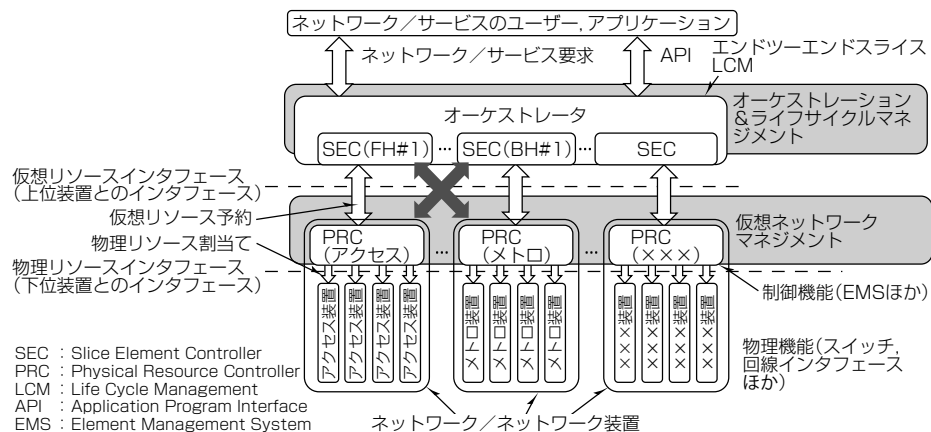 ネットワーク／サービスのユーザー，アプリケーション
ネットワーク／サービス要求
API
エンドツーエンドスライス
LCM
オーケストレータ
オーケストレーション
＆ライフサイクルマネ
ジメント
SEC(FH#1)
…
SEC(BH#1)
…
SEC
仮想リソースインタフェース
（上位装置とのインタフェース）
仮想リソース予約
物理リソース割当て
物理リソースインタフェース
（下位装置とのインタフェース）
PRC
（アクセス）
…
PRC
（メトロ）
…
PRC
（×××）
仮想ネットワーク
マネジメント
アクセス装置
アクセス装置
アクセス装置
アクセス装置
メトロ装置
メトロ装置
メトロ装置
メトロ装置
×××装置
×××装置
×××装置
×××装置
制御機能（EMSほか）
物理機能（スイッチ，
回線インタフェース
ほか）
ネットワーク／ネットワーク装置
SEC ：Slice Element Controller
PRC ：Physical Resource Controller
LCM ：Life Cycle Management
API ：Application Program Interface
EMS ：Element Management System